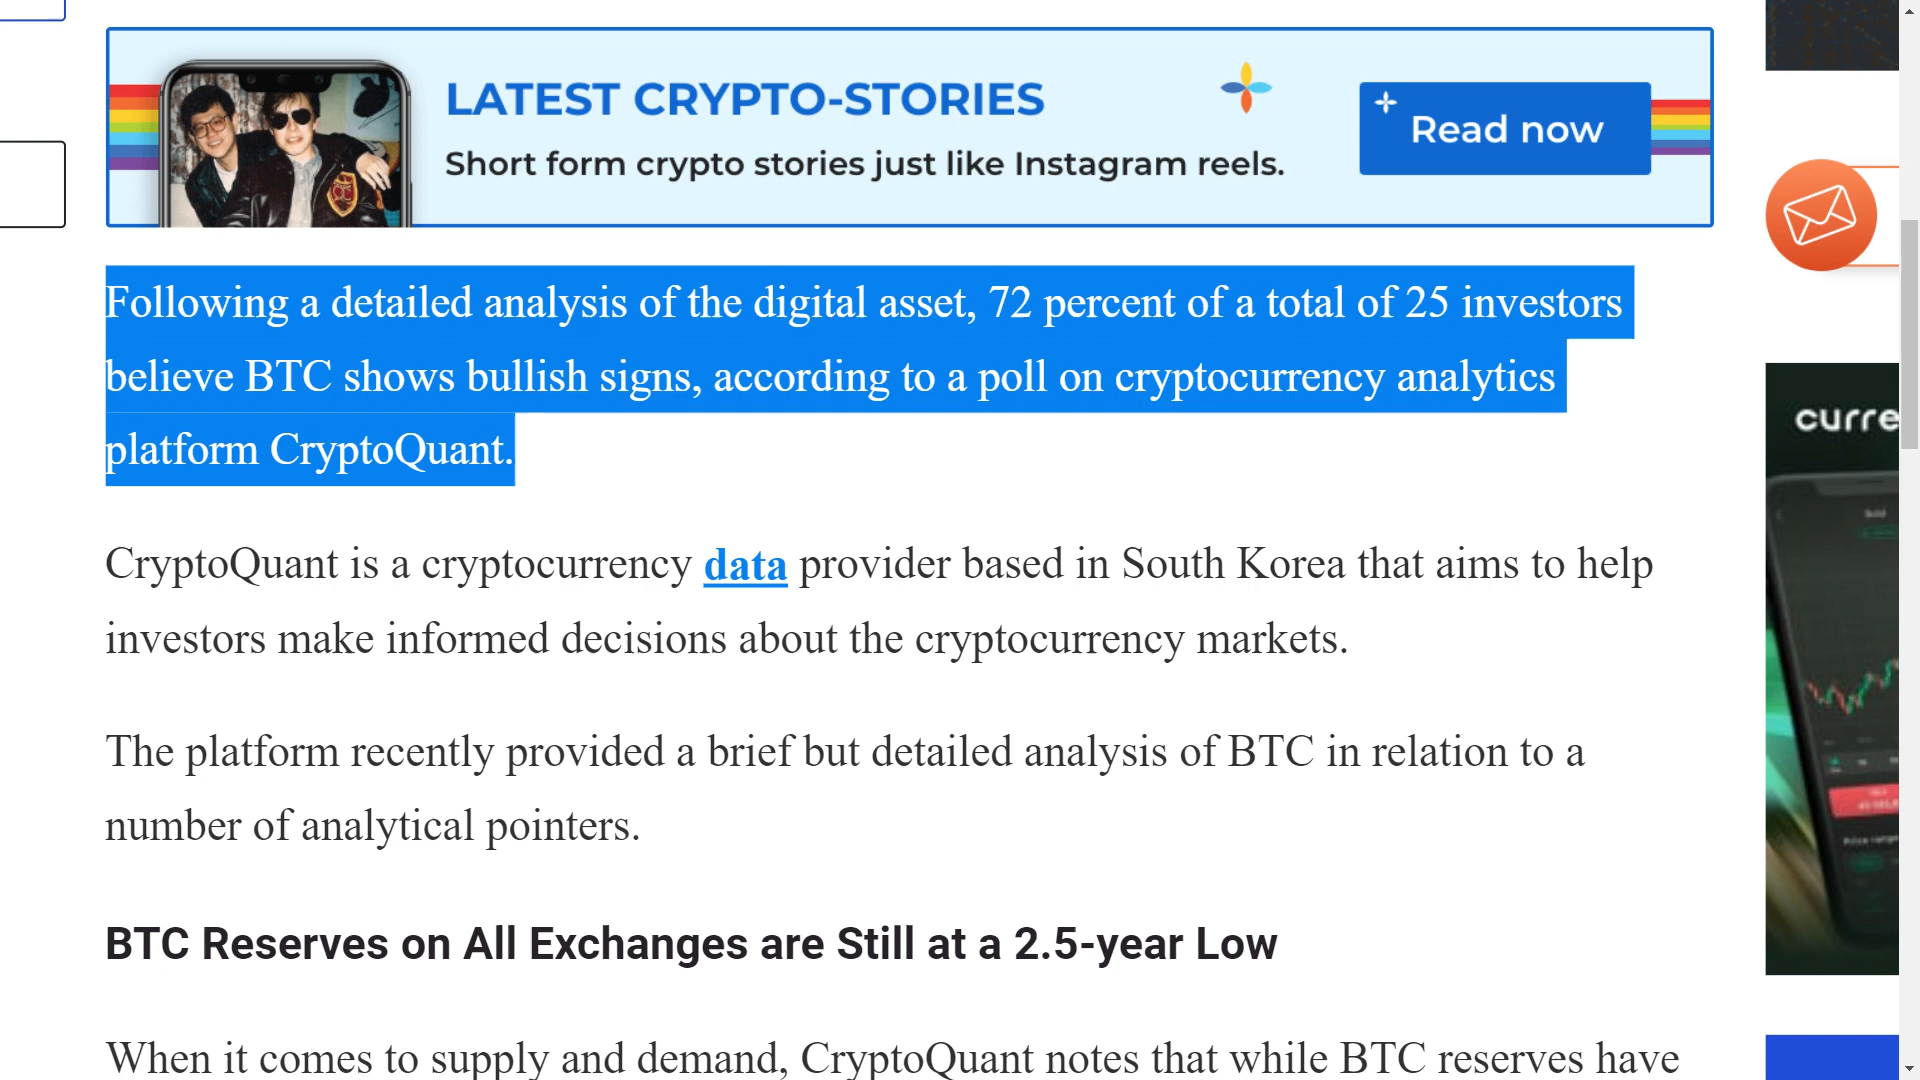 LATEST CRYPTO-STORIES
Short form crypto stories just like Instagram reels.
Read now
Following a detailed analysis of the digital asset, 72 percent of a total of 25 investors
believe BTC shows bullish signs, according to a poll on cryptocurrency analytics
platform CryptoQuant.
CryptoQuant is a cryptocurrency data provider based in South Korea that aims to help
investors make informed decisions about the cryptocurrency markets.
The platform recently provided a brief but detailed analysis of BTC in relation to a
number of analytical pointers.
BTC Reserves on All Exchanges are Still at a 2.5-year Low
When it comes to supply and demand, CryptoQuant notes that while BTC reserves have
curre